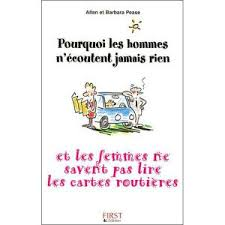 Allan et Barbara Pease
Pourquoi les hommes
n'écoutent jamais rien
et les femmes ne
savent pas lire
les cartes routières
FIRST
Editions